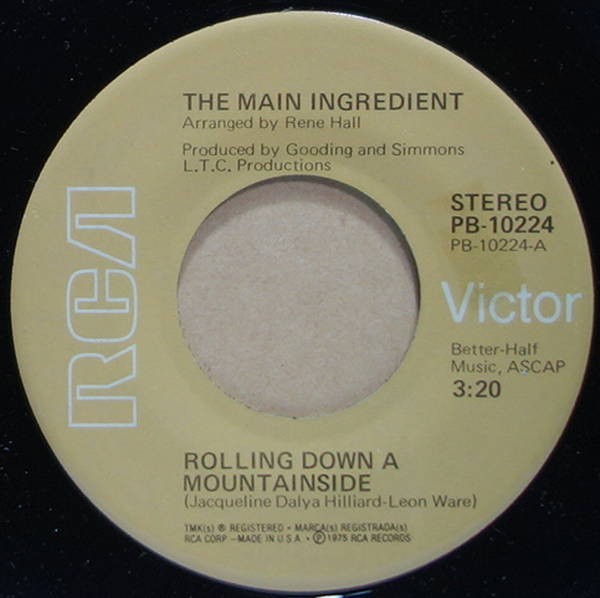 THE MAIN INGREDIENT
Arranged by Rene Hall
Produced by Gooding and Simmons
L.T.C. Productions
RCA
STEREO
PB-10224
PB-10224-A
Victor
Better-Half
Music, ASCAP
3:20
ROLLING DOWN A
MOUNTAINSIDE
(Jacqueline Dalya Hilliard-Leon Ware)
TMK(s) ® REGISTERED • MARCA(s) REGISTRADA(s)
RCA CORP – MADE IN U.S.A. • ℗ 1975 RCA RECORDS